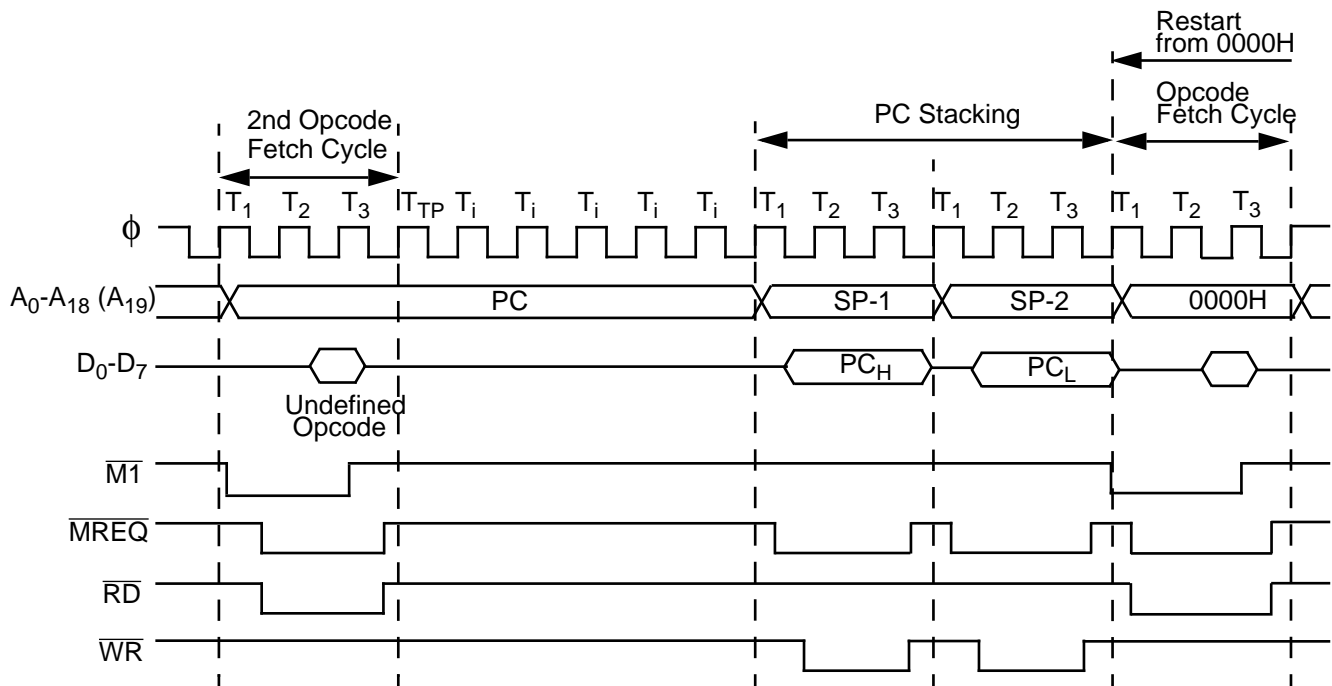 Restart
from 0000H
2nd Opcode
Fetch Cycle
PC Stacking
Opcode
Fetch Cycle
T1 T2 T3 TTP Ti Ti Ti Ti Ti T1 T2 T3 T1 T2 T3 T1 T2 T3
ϕ
A0-A18 (A19) PC SP-1 SP-2 0000H
D0-D7 PCH PCL
Undefined
Opcode
M1
MREQ
RD
WR